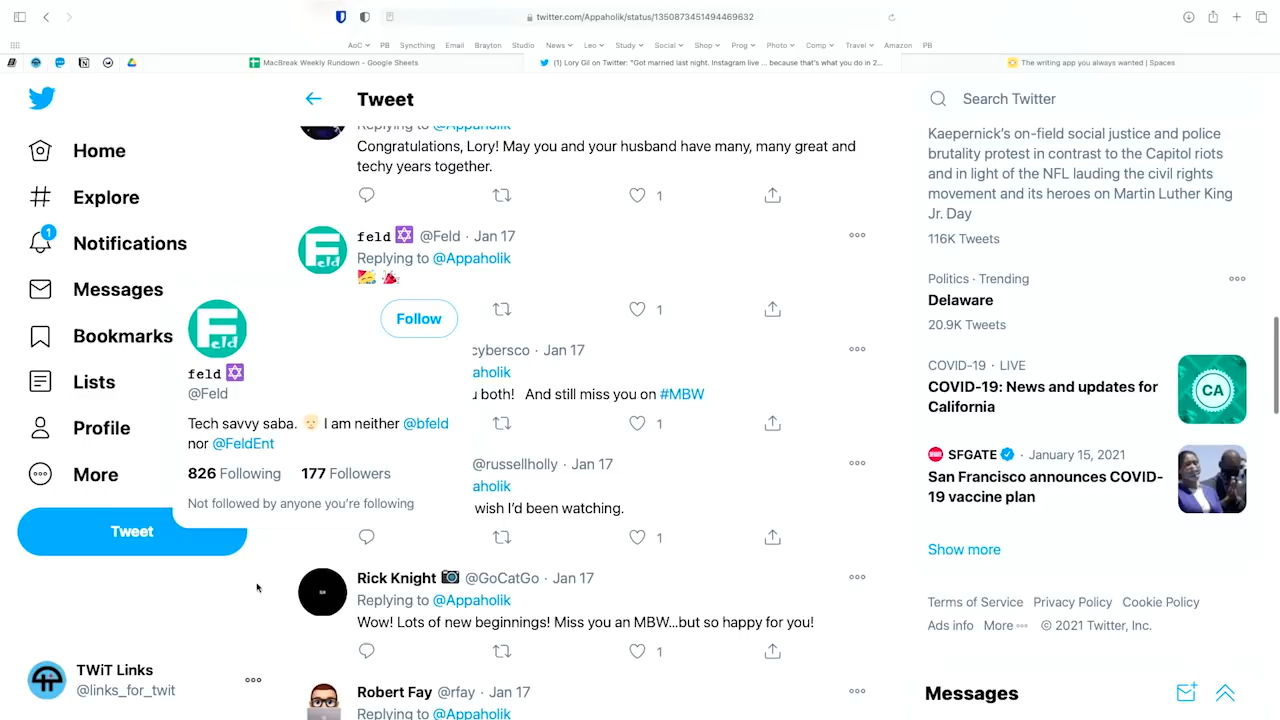 twitter.com/Appaholik/status/1350873451494469632
AoC PB Syncthing Email Brayton Studio News Leo Study Social Shop Prog Photo Comp Travel Amazon PB
MacBreak Weekly Rundown - Google Sheets
(1) Lory Gil on Twitter: "Got married last night. Instagram live ... because that's what you do in 2...
The writing app you always wanted | Spaces
Home
Explore
1
Notifications
Messages
Bookmarks
Lists
Profile
More
Tweet
TWiT Links
@links_for_twit
Tweet
Replying to @Appaholik
Congratulations, Lory! May you and your husband have many, many great and
techy years together.
1
feld @Feld · Jan 17
Replying to @Appaholik
1
Feld
Follow
feld
@Feld
Tech savvy saba. I am neither @bfeld
nor @FeldEnt
826 Following 177 Followers
Not followed by anyone you're following
cybersco · Jan 17
aholik
both! And still miss you on #MBW
1
@russellholly · Jan 17
aholik
wish I'd been watching.
1
Rick Knight @GoCatGo · Jan 17
Replying to @Appaholik
Wow! Lots of new beginnings! Miss you an MBW...but so happy for you!
1
Robert Fay @rfay · Jan 17
Replying to @Appaholik
Search Twitter
Kaepernick's on-field social justice and police
brutality protest in contrast to the Capitol riots
and in light of the NFL lauding the civil rights
movement and its heroes on Martin Luther King
Jr. Day
116K Tweets
Politics · Trending
Delaware
20.9K Tweets
COVID-19 · LIVE
COVID-19: News and updates for
California
CA
SFGATE · January 15, 2021
San Francisco announces COVID-
19 vaccine plan
Show more
Terms of Service Privacy Policy Cookie Policy
Ads info More © 2021 Twitter, Inc.
Messages